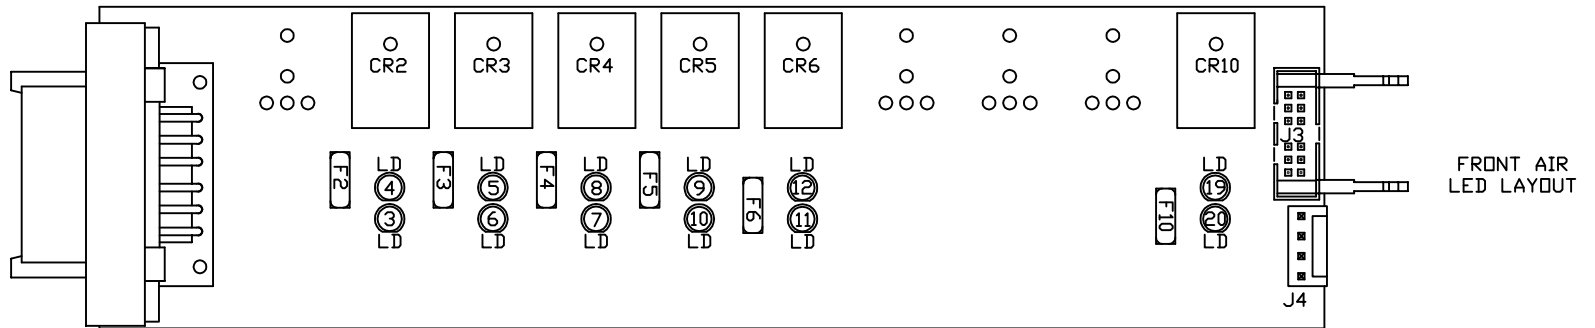 CR2 CR3 CR4 CR5 CR6 CR10
J3
F2 F3 F4 F5 F6 F10
LD LD LD LD LD LD
4 5 8 9 12 19
3 6 7 10 11 20
LD LD LD LD LD LD
J4
FRONT AIR
LED LAYOUT